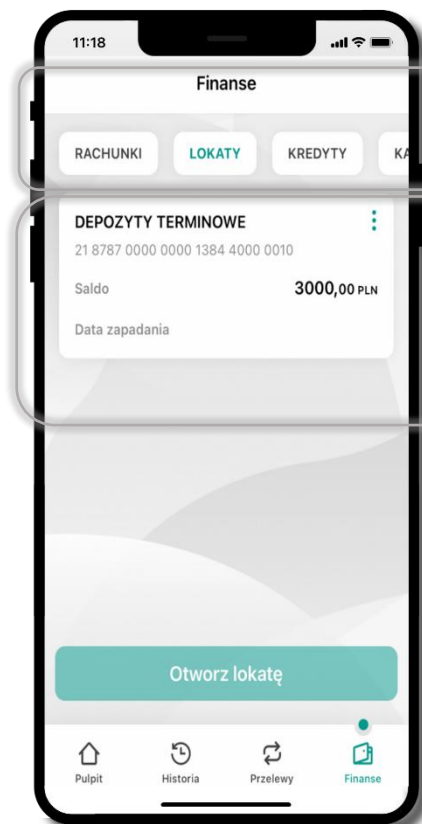 11:18
Finanse
RACHUNKI LOKATY KREDYTY KA
DEPOZYTY TERMINOWE
21 8787 0000 0000 1384 4000 0010
Saldo 3000,00 PLN
Data zapadania
Otworz lokatę
Pulpit Historia Przelewy Finanse